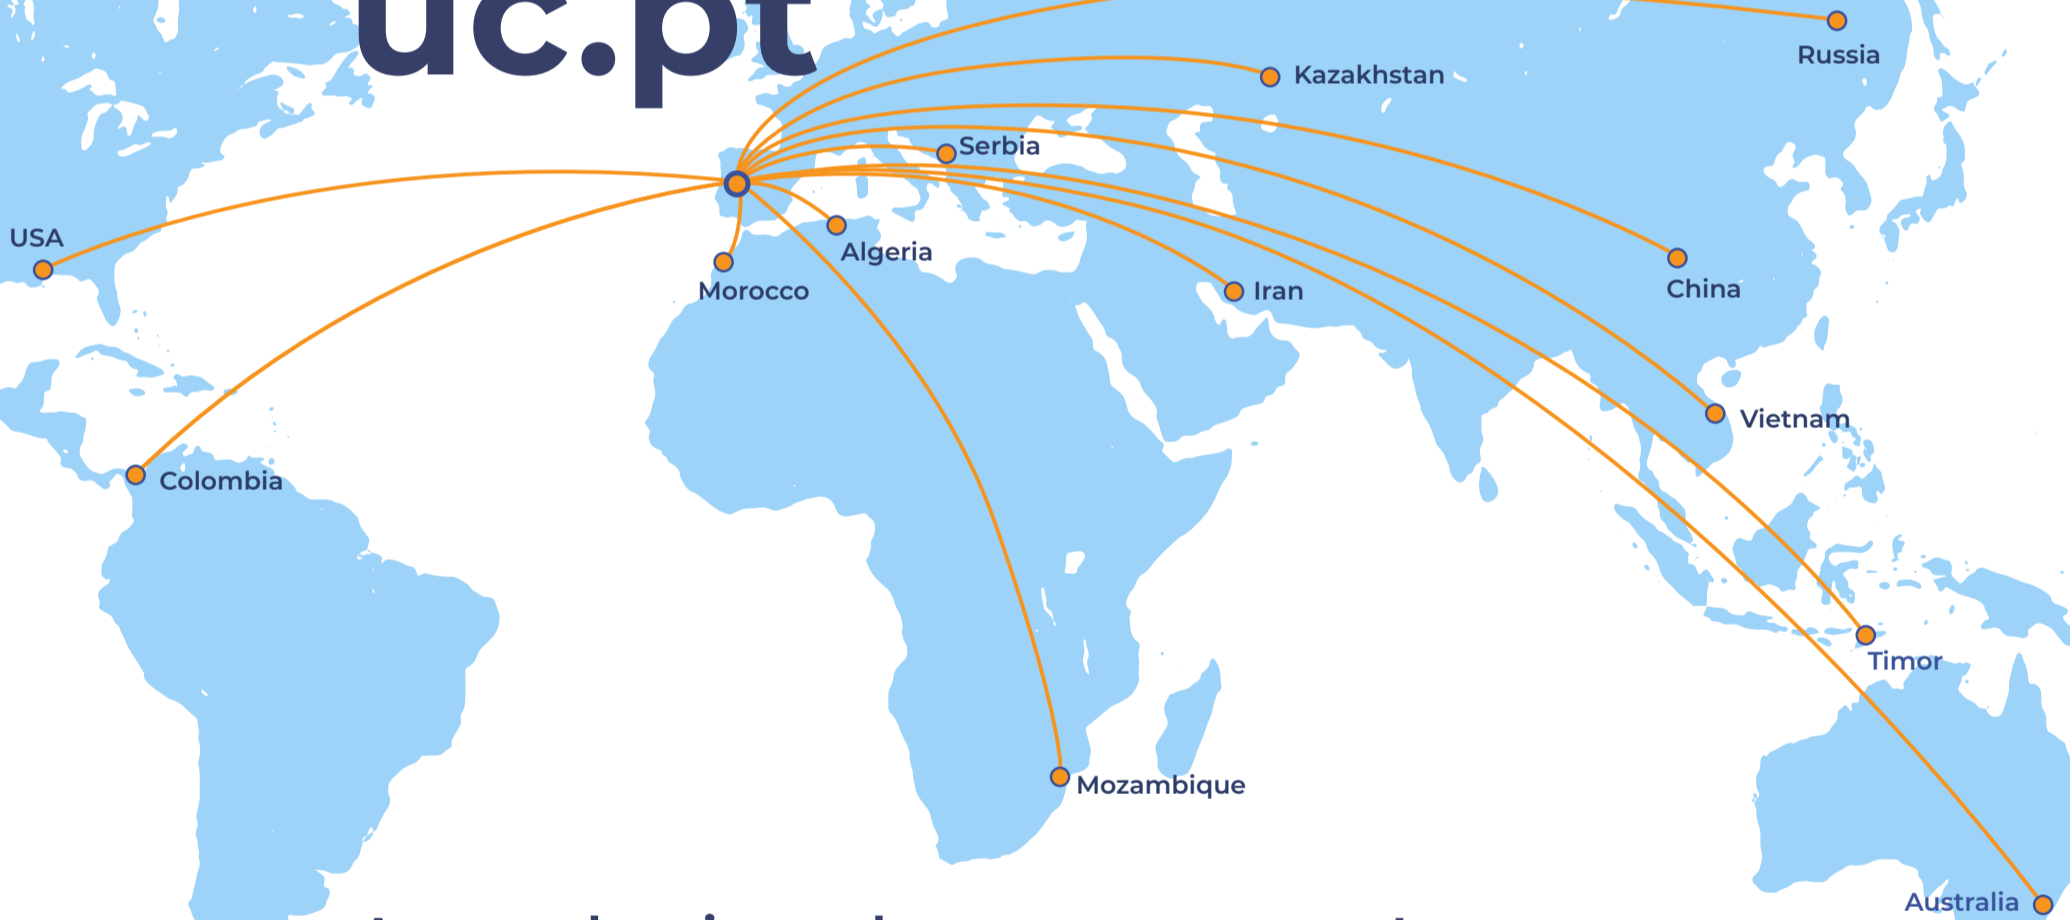 uc.pt
Russia
Kazakhstan
Serbia
USA
Algeria
Morocco
Iran
China
Vietnam
Colombia
Timor
Mozambique
Australia